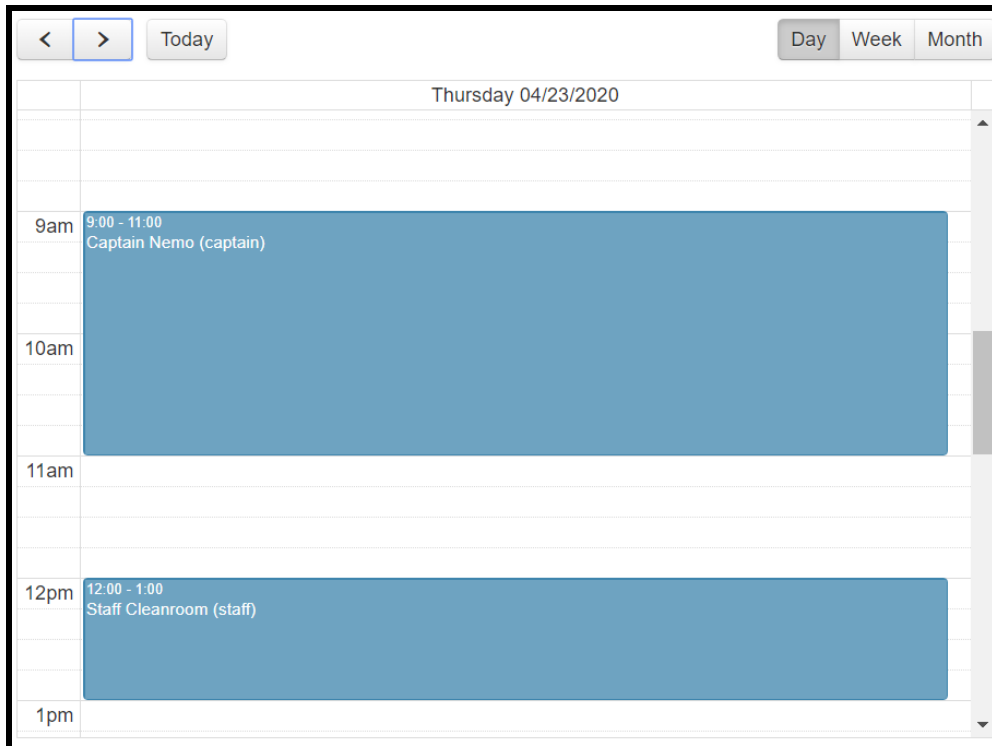 < > Today Day Week Month
Thursday 04/23/2020
9am
9:00 - 11:00
Captain Nemo (captain)
10am
11am
12pm
12:00 - 1:00
Staff Cleanroom (staff)
1pm